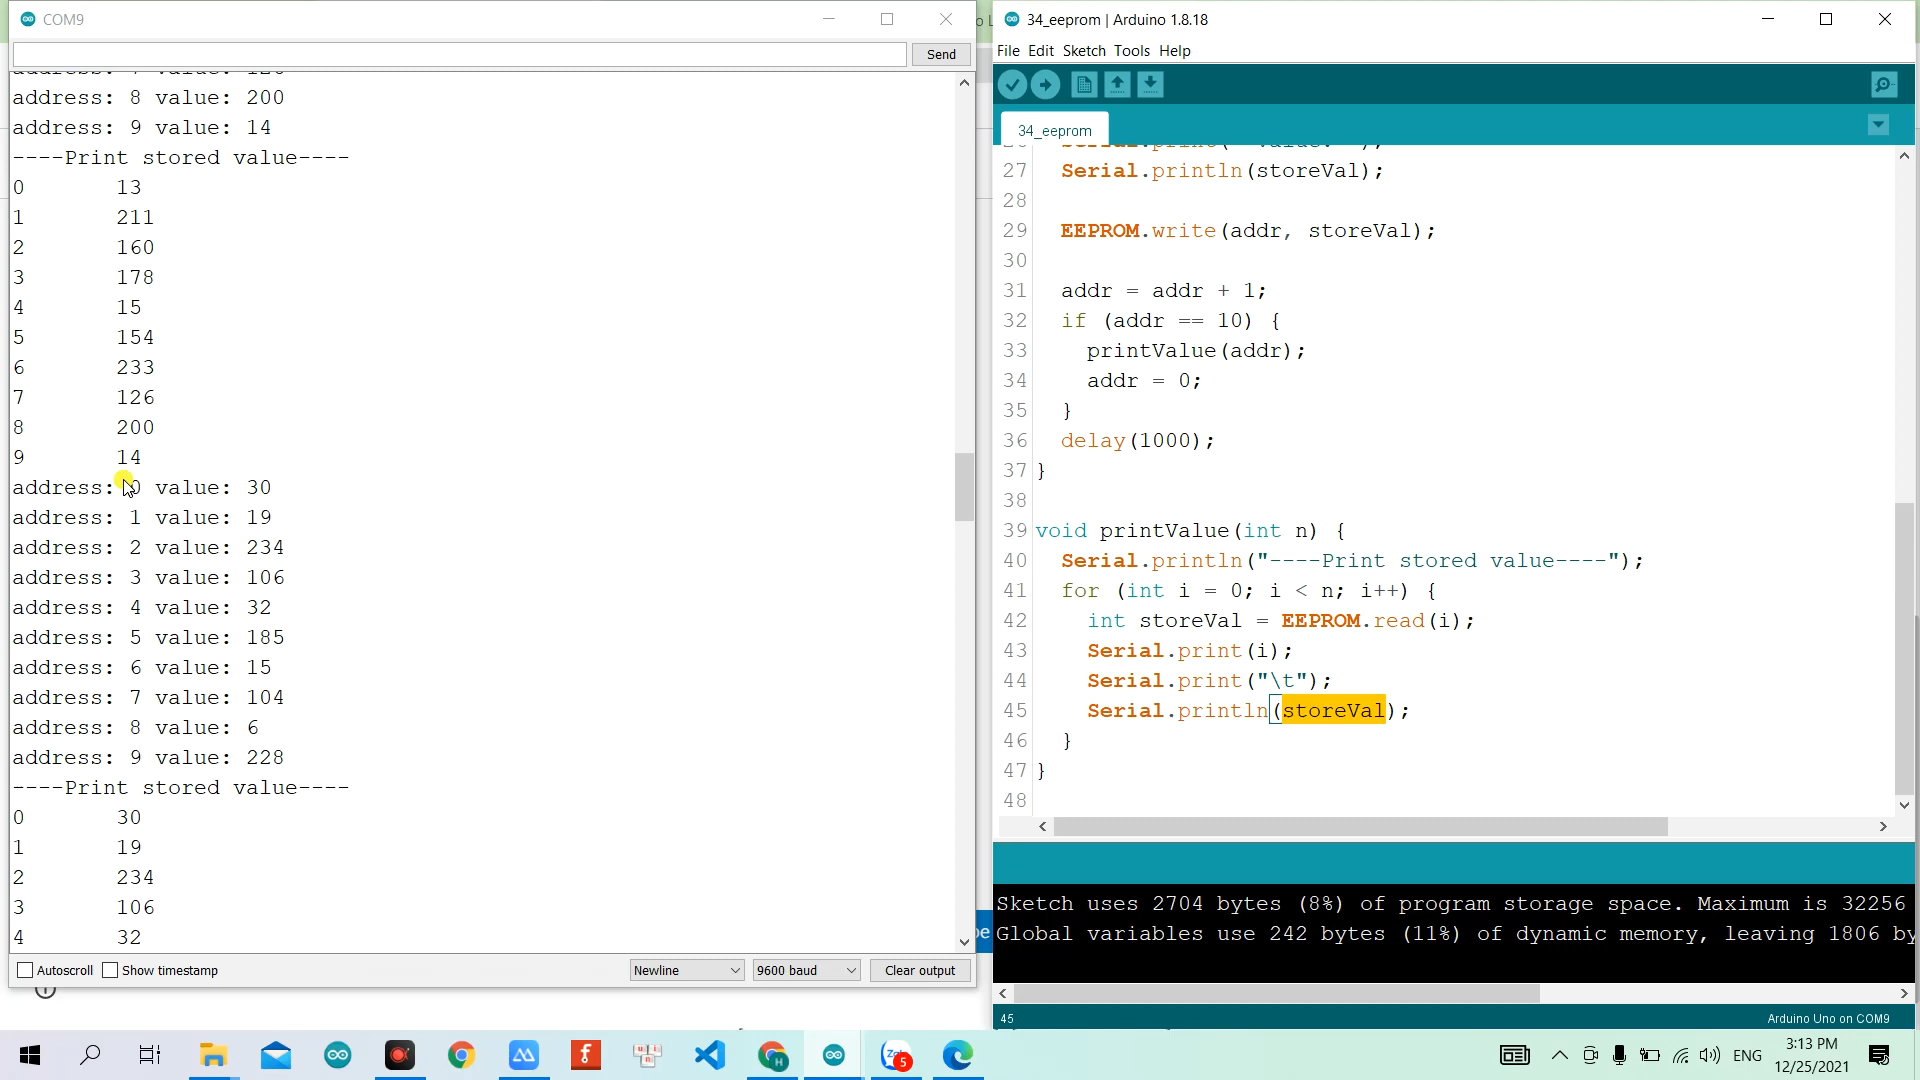 COM9
Send
address: 8 value: 200
address: 9 value: 14
----Print stored value----
0 13
1 211
2 160
3 178
4 15
5 154
6 233
7 126
8 200
9 14
address: 0 value: 30
address: 1 value: 19
address: 2 value: 234
address: 3 value: 106
address: 4 value: 32
address: 5 value: 185
address: 6 value: 15
address: 7 value: 104
address: 8 value: 6
address: 9 value: 228
----Print stored value----
0 30
1 19
2 234
3 106
4 32
Autoscroll Show timestamp Newline 9600 baud Clear output
34_eeprom | Arduino 1.8.18
File Edit Sketch Tools Help
34_eeprom
27 Serial.println(storeVal);
28
29 EEPROM.write(addr, storeVal);
30
31 addr = addr + 1;
32 if (addr == 10) {
33 printValue(addr);
34 addr = 0;
35 }
36 delay(1000);
37 }
38
39 void printValue(int n) {
40 Serial.println("----Print stored value----");
41 for (int i = 0; i < n; i++) {
42 int storeVal = EEPROM.read(i);
43 Serial.print(i);
44 Serial.print("\t");
45 Serial.println(storeVal);
46 }
47 }
48
Sketch uses 2704 bytes (8%) of program storage space. Maximum is 32256
Global variables use 242 bytes (11%) of dynamic memory, leaving 1806 by
45
Arduino Uno on COM9
5
ENG
3:13 PM
12/25/2021